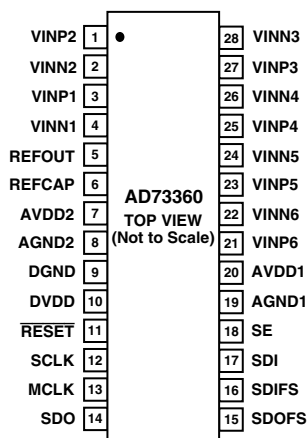 VINP2 1
VINN2 2
VINP1 3
VINN1 4
REFOUT 5
REFCAP 6
AVDD2 7
AGND2 8
DGND 9
DVDD 10
RESET 11
SCLK 12
MCLK 13
SDO 14
AD73360
TOP VIEW
(Not to Scale)
28 VINN3
27 VINP3
26 VINN4
25 VINP4
24 VINN5
23 VINP5
22 VINN6
21 VINP6
20 AVDD1
19 AGND1
18 SE
17 SDI
16 SDIFS
15 SDOFS